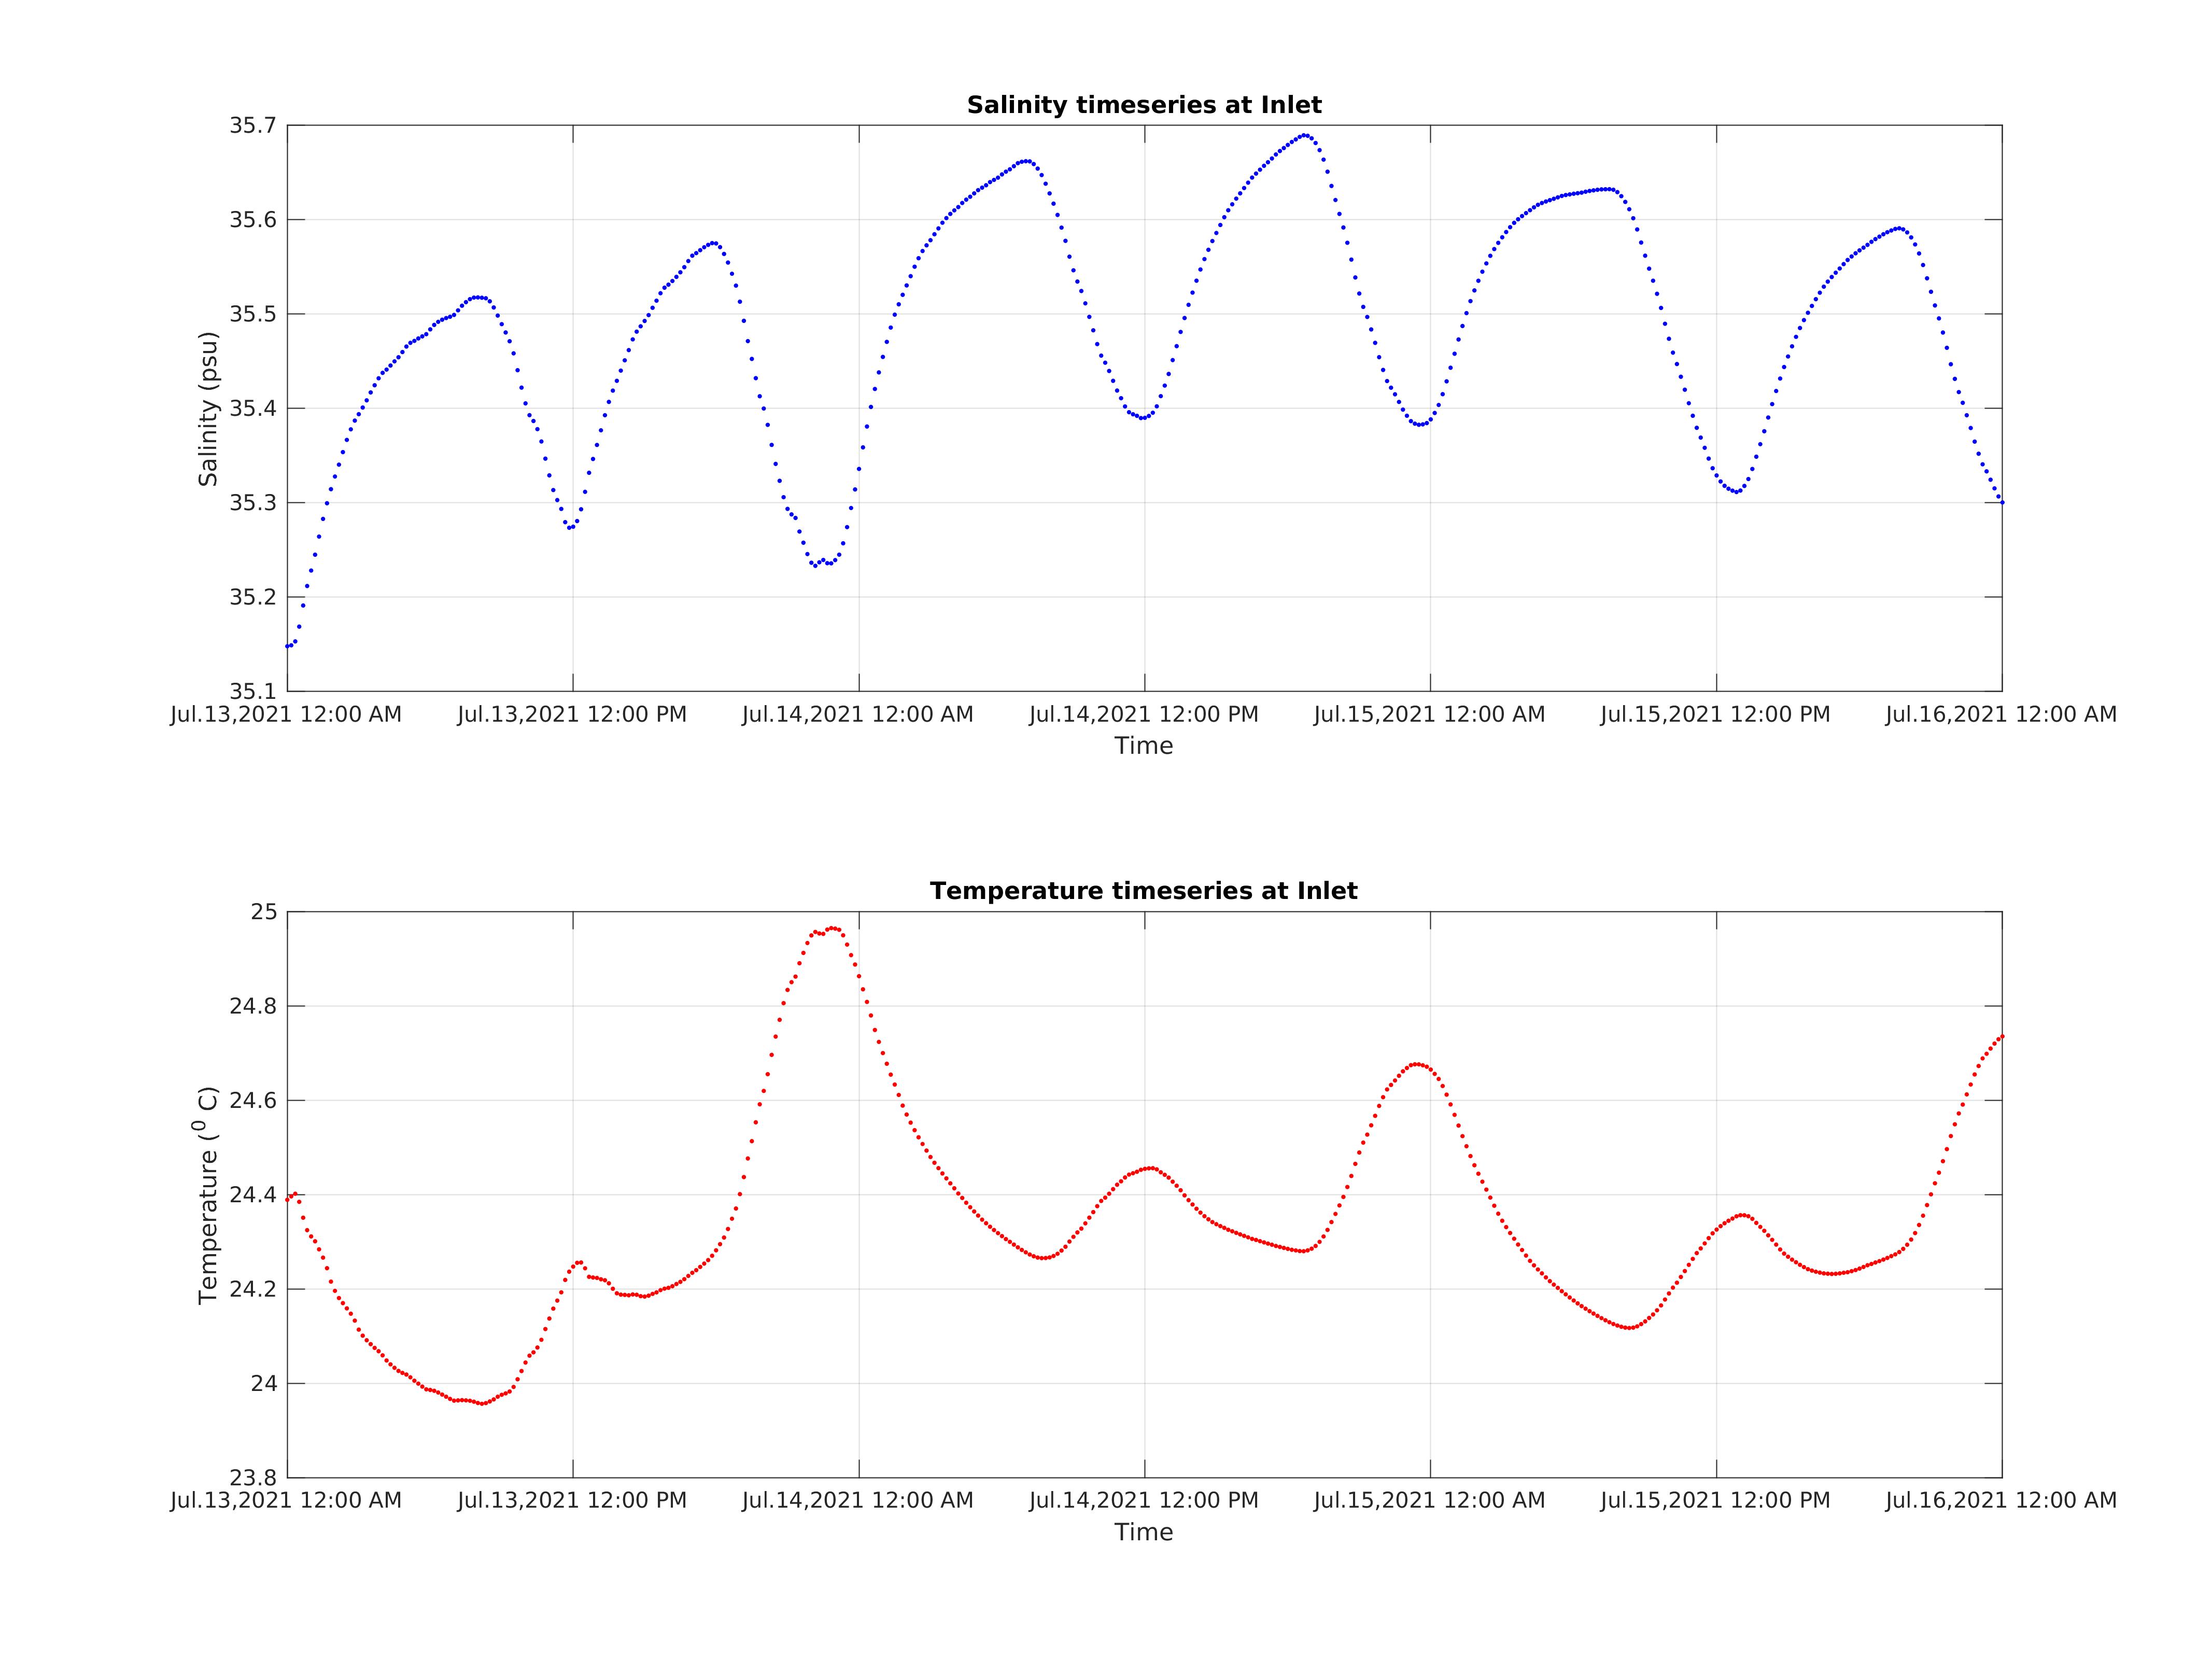 Salinity timeseries at Inlet
35.7
35.6
35.5
35.4
35.3
35.2
35.1
Salinity (psu)
Jul.13,2021 12:00 AM Jul.13,2021 12:00 PM Jul.14,2021 12:00 AM Jul.14,2021 12:00 PM Jul.15,2021 12:00 AM Jul.15,2021 12:00 PM Jul.16,2021 12:00 AM
Time
Temperature timeseries at Inlet
25
24.8
24.6
24.4
24.2
24
23.8
Temperature (⁰ C)
Jul.13,2021 12:00 AM Jul.13,2021 12:00 PM Jul.14,2021 12:00 AM Jul.14,2021 12:00 PM Jul.15,2021 12:00 AM Jul.15,2021 12:00 PM Jul.16,2021 12:00 AM
Time